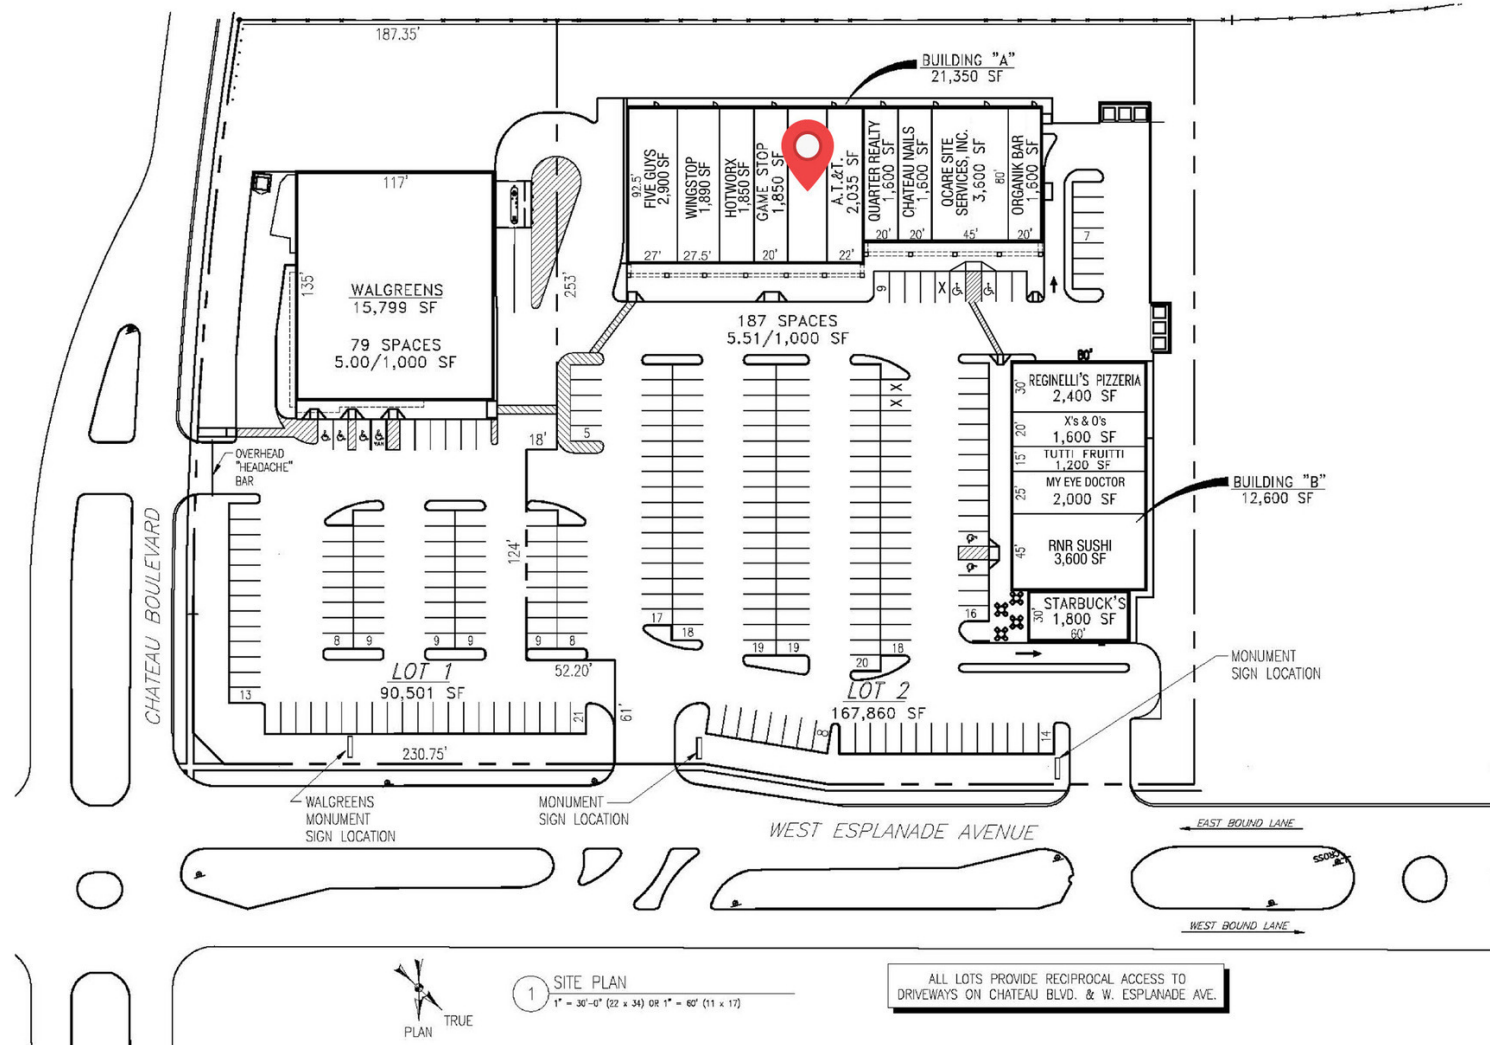 187.35'
BUILDING "A"
21,350 SF
92.5'
FIVE GUYS
2,900 SF
27'
WINGSTOP
1,890 SF
27.5'
HOTWORX
1,850 SF
GAME STOP
1,850 SF
20'
A.T.&T.
2,035 SF
22'
QUARTER REALTY
1,600 SF
20'
CHATEAU NAILS
1,600 SF
20'
QCARE SITE
SERVICES, INC.
3,600 SF
45'
80'
ORGANIK BAR
1,600 SF
20'
7
117'
135'
WALGREENS
15,799 SF
79 SPACES
5.00/1,000 SF
253'
9
X
187 SPACES
5.51/1,000 SF
X X
X X
80'
30'
REGINELLI'S PIZZERIA
2,400 SF
20'
X's & O's
1,600 SF
15'
TUTTI FRUITTI
1,200 SF
25'
MY EYE DOCTOR
2,000 SF
45'
RNR SUSHI
3,600 SF
30'
STARBUCK'S
1,800 SF
60'
BUILDING "B"
12,600 SF
5
18'
VAN
OVERHEAD
"HEADACHE"
BAR
CHATEAU BOULEVARD
124'
8 9 9 9 9 8
17 18 19 19 20 18 16
LOT 1
90,501 SF
52.20'
61'
13
21
230.75'
LOT 2
167,860 SF
8
14
MONUMENT
SIGN LOCATION
WALGREENS
MONUMENT
SIGN LOCATION
MONUMENT
SIGN LOCATION
WEST ESPLANADE AVENUE
EAST BOUND LANE
CROSS
WEST BOUND LANE
PLAN
TRUE
1
SITE PLAN
1" = 30'-0" (22 x 34) OR 1" = 60' (11 x 17)
ALL LOTS PROVIDE RECIPROCAL ACCESS TO
DRIVEWAYS ON CHATEAU BLVD. & W. ESPLANADE AVE.